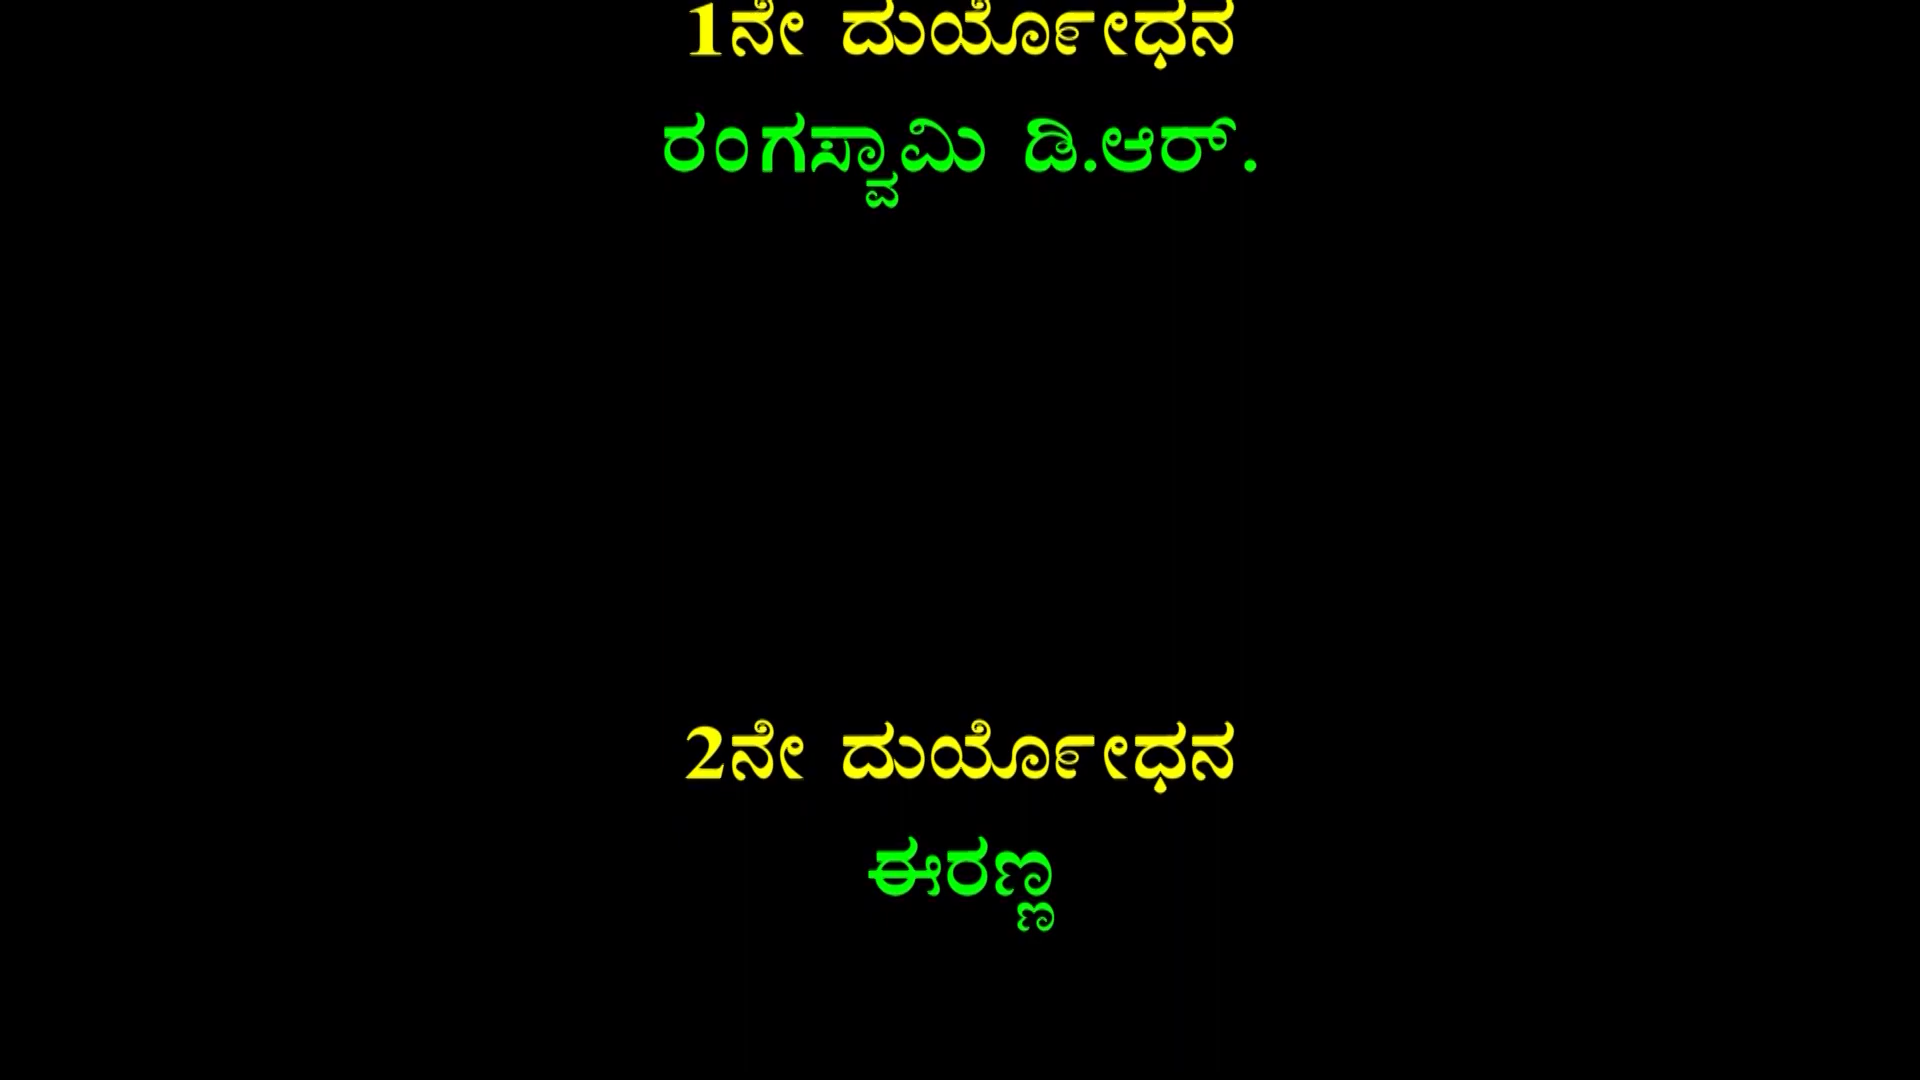 1ನೇ ದುರ್ಯೋಧನ
ರಂಗಸ್ವಾಮಿ ಡಿ.ಆರ್.
2ನೇ ದುರ್ಯೋಧನ
ಈರಣ್ಣ